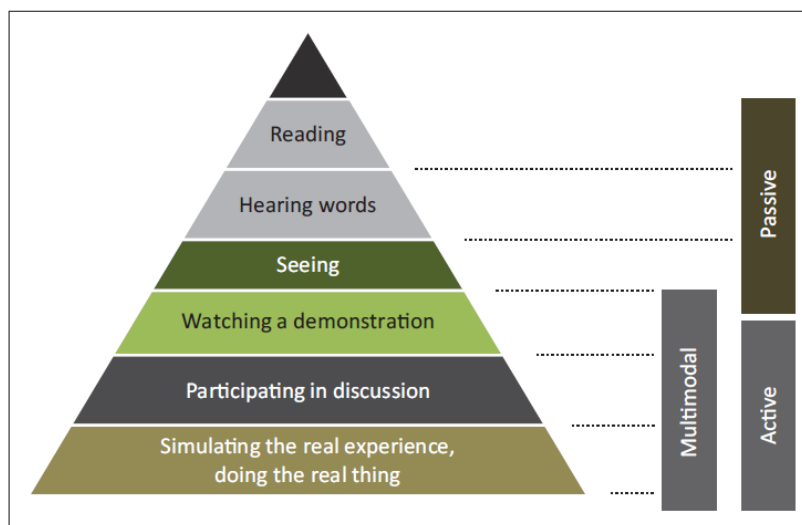 Reading
Hearing words
Seeing
Watching a demonstration
Participating in discussion
Simulating the real experience,
doing the real thing
Multimodal
Passive
Active